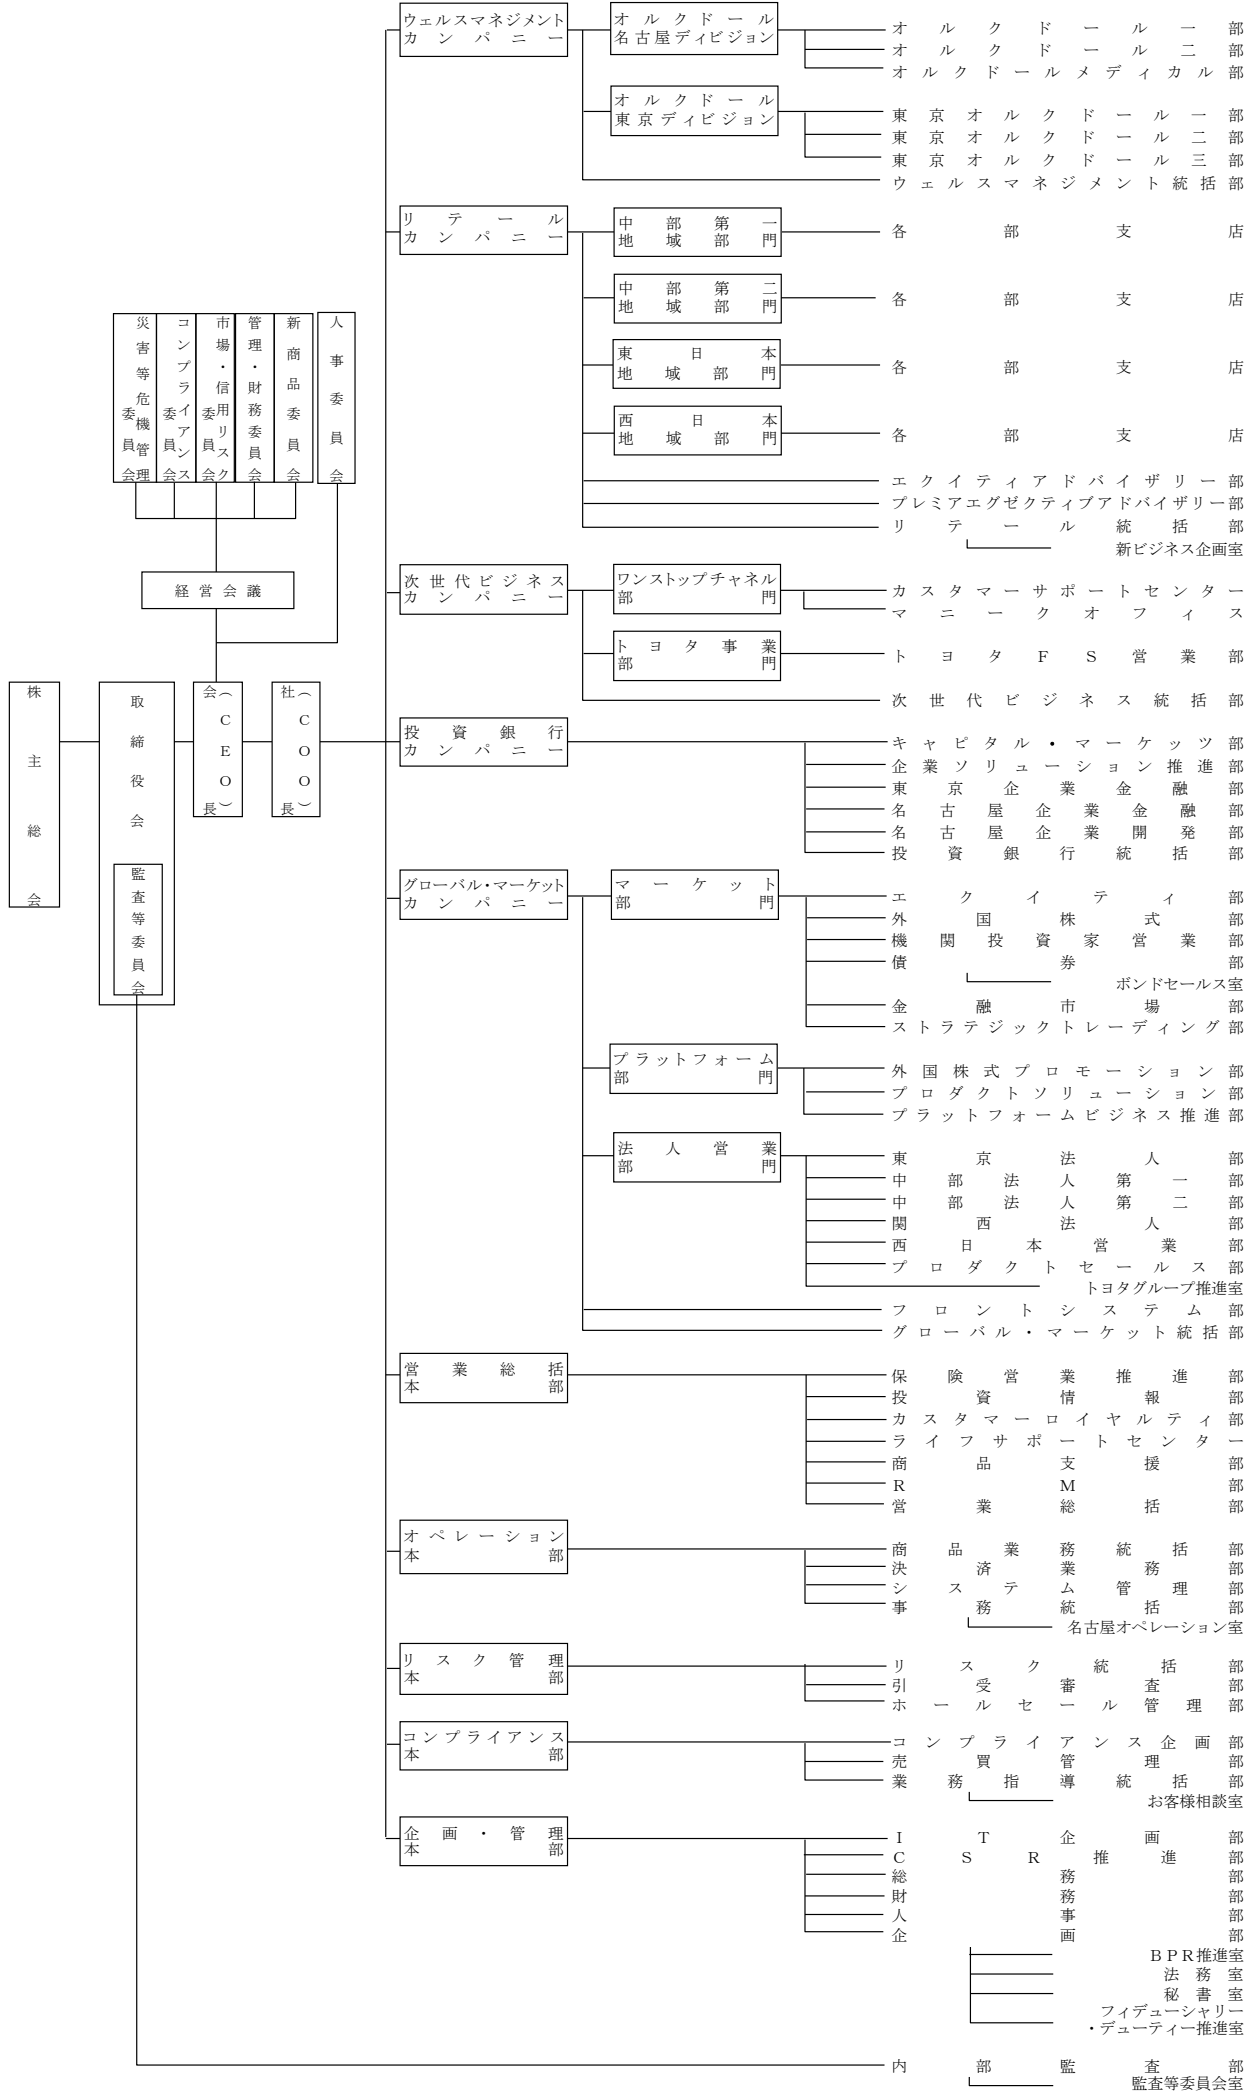 株主総会
取締役会
監査等委員会
会長
（CEO）
社長
（COO）
経営会議
災害等危機管理
委員会
コンプライアンス
委員会
市場・信用リスク
委員会
管理・財務委員会
新商品委員会
人事委員会
ウェルスマネジメント
カンパニー
オルクドール
名古屋ディビジョン
オルクドール一部
オルクドール二部
オルクドールメディカル部
オルクドール
東京ディビジョン
東京オルクドール一部
東京オルクドール二部
東京オルクドール三部
ウェルスマネジメント統括部
リテール
カンパニー
中部第一
地域部門
各部支店
中部第二
地域部門
各部支店
東日本
地域部門
各部支店
西日本
地域部門
各部支店
エクイティアドバイザリー部
プレミアエグゼクティブアドバイザリー部
リテール統括部
新ビジネス企画室
次世代ビジネス
カンパニー
ワンストップチャネル
部門
カスタマーサポートセンター
マニークオフィス
トヨタ事業
部門
トヨタFS営業部
次世代ビジネス統括部
投資銀行
カンパニー
キャピタル・マーケッツ部
企業ソリューション推進部
東京企業金融部
名古屋企業金融部
名古屋企業開発部
投資銀行統括部
グローバル・マーケット
カンパニー
マーケット
部門
エクイティ部
外国株式部
機関投資家営業部
債券部
ボンドセールス室
金融市場部
ストラテジックトレーディング部
プラットフォーム
部門
外国株式プロモーション部
プロダクトソリューション部
プラットフォームビジネス推進部
法人営業
部門
東京法人部
中部法人第一部
中部法人第二部
関西法人部
西日本営業部
プロダクトセールス部
トヨタグループ推進室
フロントシステム部
グローバル・マーケット統括部
営業総括
本部
保険営業推進部
投資情報部
カスタマーロイヤルティ部
ライフサポートセンター
商品支援部
RM部
営業総括部
オペレーション
本部
商品業務統括部
決済業務部
システム管理部
事務統括部
名古屋オペレーション室
リスク管理
本部
リスク統括部
引受審査部
ホールセール管理部
コンプライアンス
本部
コンプライアンス企画部
売買管理部
業務指導統括部
お客様相談室
企画・管理
本部
IT企画部
CSR推進部
総務部
財務部
人事部
企画部
BPR推進室
法務室
秘書室
フィデューシャリー
・デューティー推進室
内部監査部
監査等委員会室